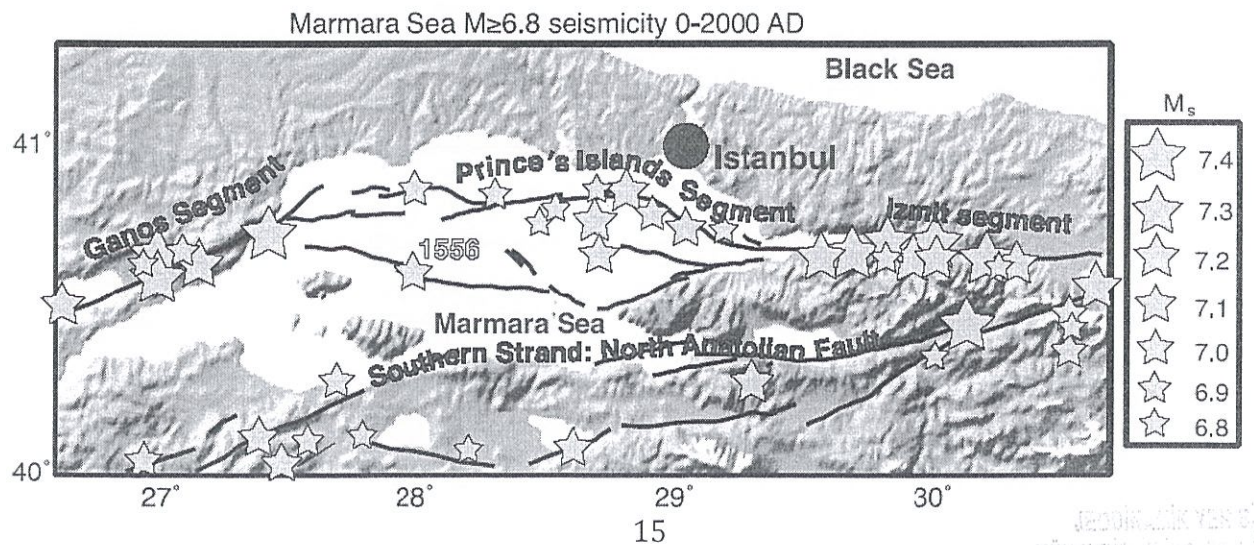 Marmara Sea M≥6.8 seismicity 0-2000 AD
Black Sea
M s
41°
Istanbul
Prince's Islands Segment
Ganos Segment
Izmit segment
1556
7.4
7.3
7.2
7.1
7.0
6.9
6.8
Marmara Sea
Southern Strand: North Anatolian Fault
40°
27°
28°
29°
30°
15